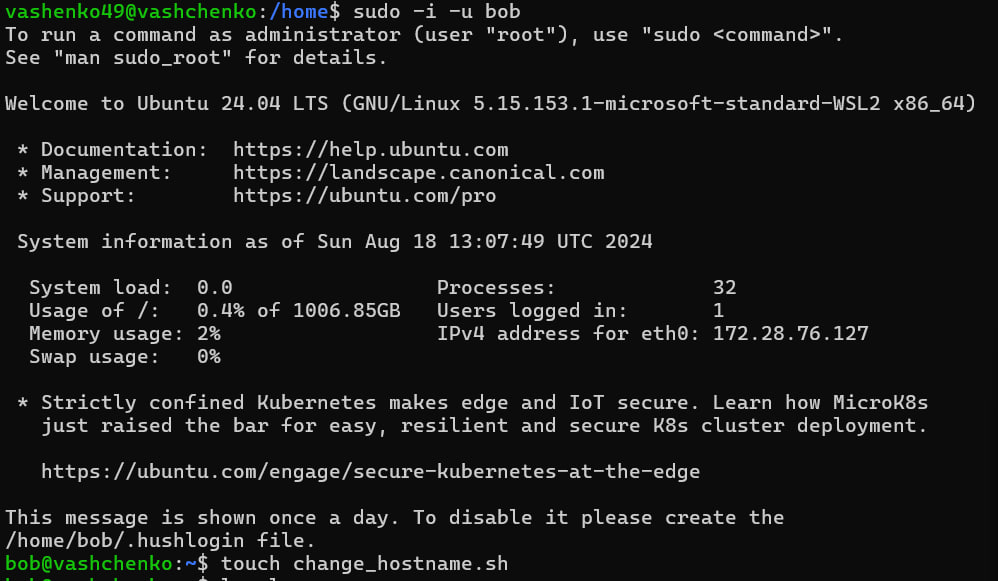 vashenko49@vashchenko:/home$ sudo -i -u bob
To run a command as administrator (user "root"), use "sudo <command>".
See "man sudo_root" for details.
Welcome to Ubuntu 24.04 LTS (GNU/Linux 5.15.153.1-microsoft-standard-WSL2 x86_64)
* Documentation:  https://help.ubuntu.com
* Management:     https://landscape.canonical.com
* Support:        https://ubuntu.com/pro
System information as of Sun Aug 18 13:07:49 UTC 2024
System load:  0.0                 Processes:             32
Usage of /:   0.4% of 1006.85GB   Users logged in:       1
Memory usage: 2%                  IPv4 address for eth0: 172.28.76.127
Swap usage:   0%
* Strictly confined Kubernetes makes edge and IoT secure. Learn how MicroK8s
just raised the bar for easy, resilient and secure K8s cluster deployment.
https://ubuntu.com/engage/secure-kubernetes-at-the-edge
This message is shown once a day. To disable it please create the
/home/bob/.hushlogin file.
bob@vashchenko:~$ touch change_hostname.sh